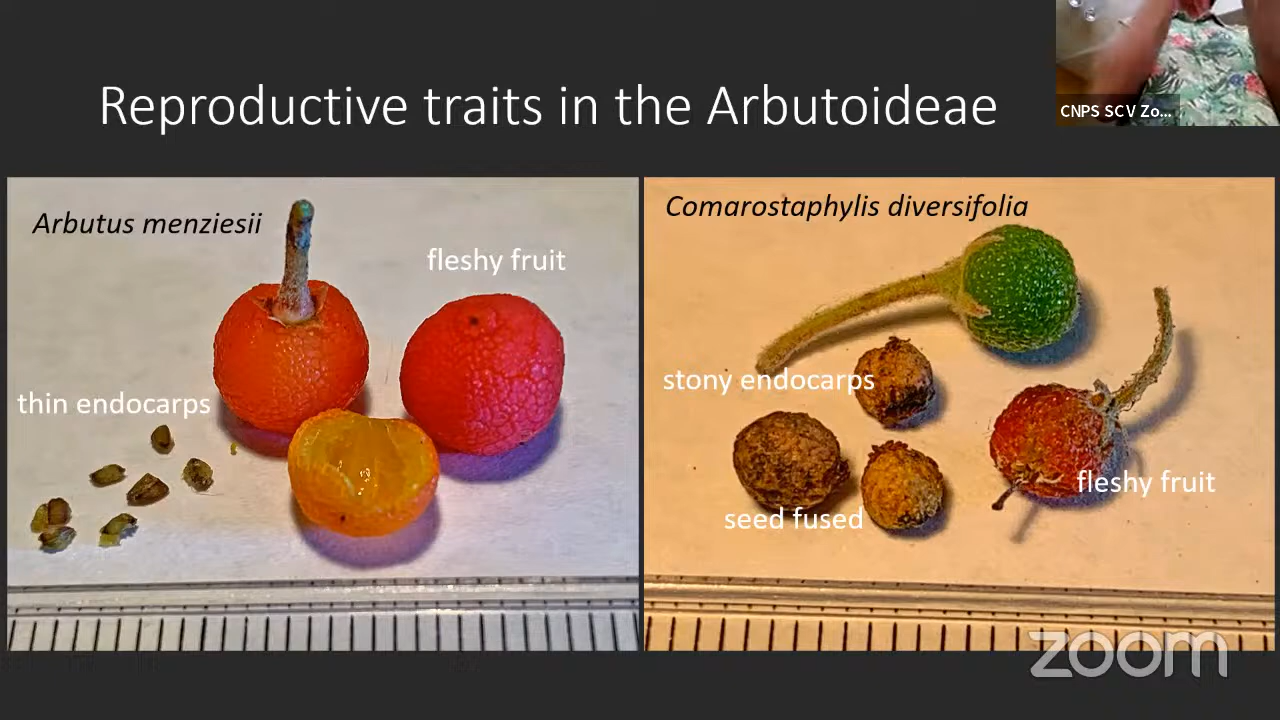 Reproductive traits in the Arbutoideae
CNPS SCV Zo...
Arbutus menziesii
fleshy fruit
thin endocarps
Comarostaphylis diversifolia
stony endocarps
fleshy fruit
seed fused
zoom